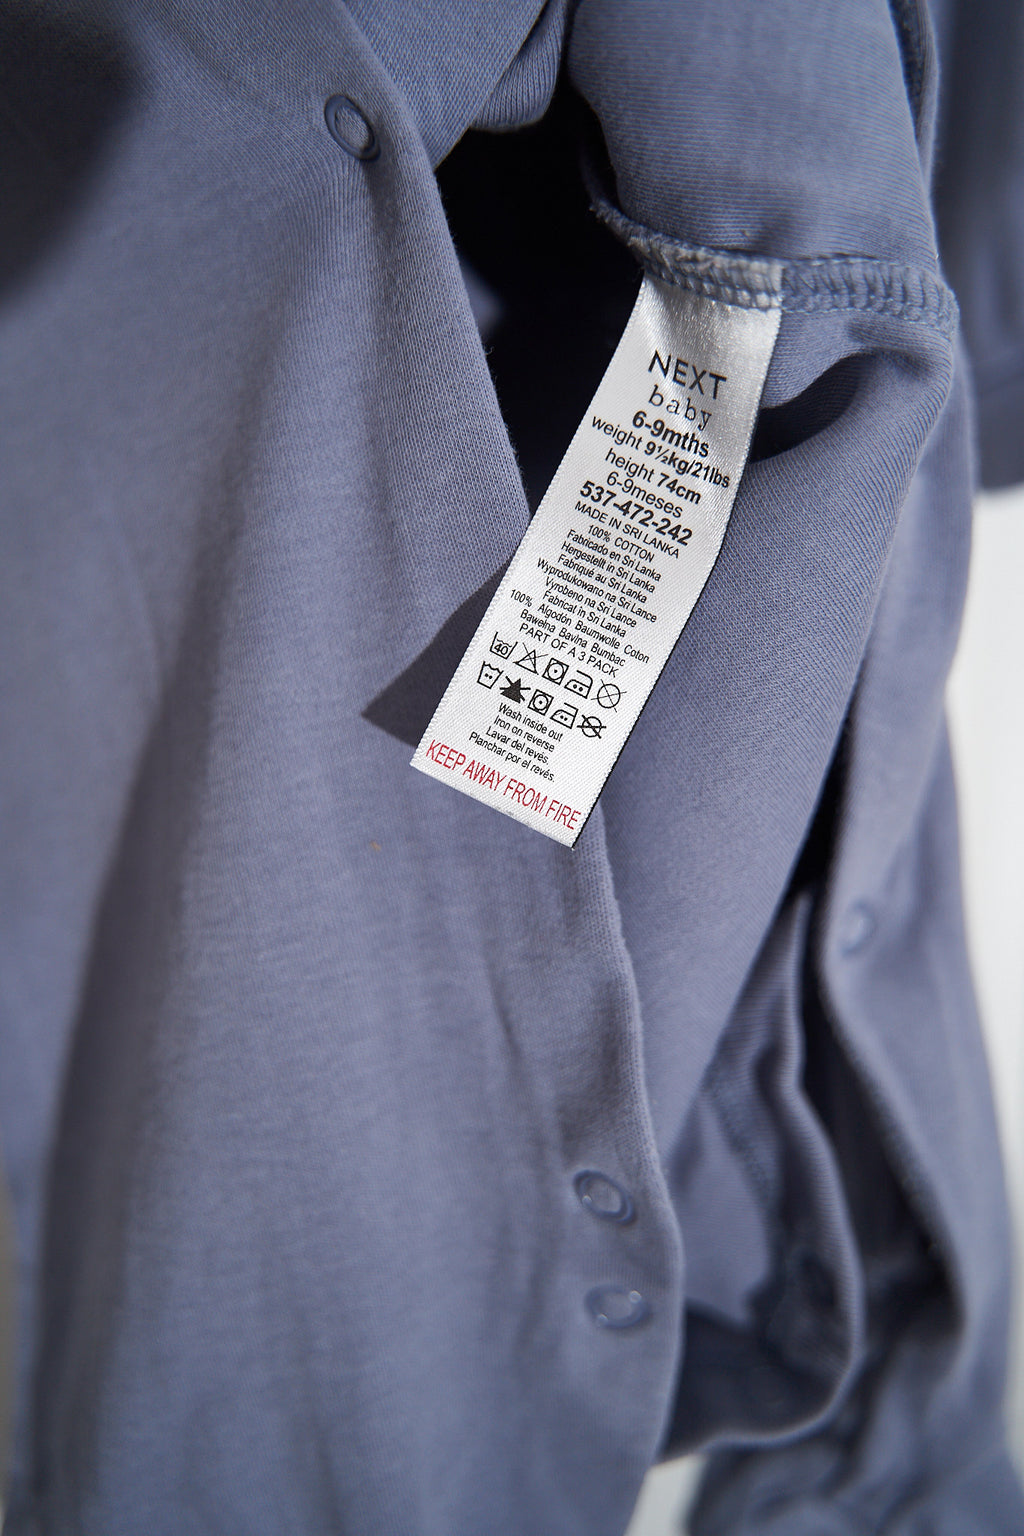 NEXT
baby
6-9mths
weight 9½kg/21lbs
height 74cm
6-9meses
537-472-242
MADE IN SRI LANKA
100% COTTON
Fabricado en Sri Lanka
Hergestellt in Sri Lanka
Fabriqué au Sri Lanka
Wyprodukowano na Sri Lance
Vyrobeno na Srí Lance
Fabricat in Sri Lanka
100% Algodón Baumwolle Coton
Bawełna Bavlna Bumbac
PART OF A 3 PACK
40
Wash inside out
Iron on reverse
Lavar del revés.
Planchar por el revés.
KEEP AWAY FROM FIRE